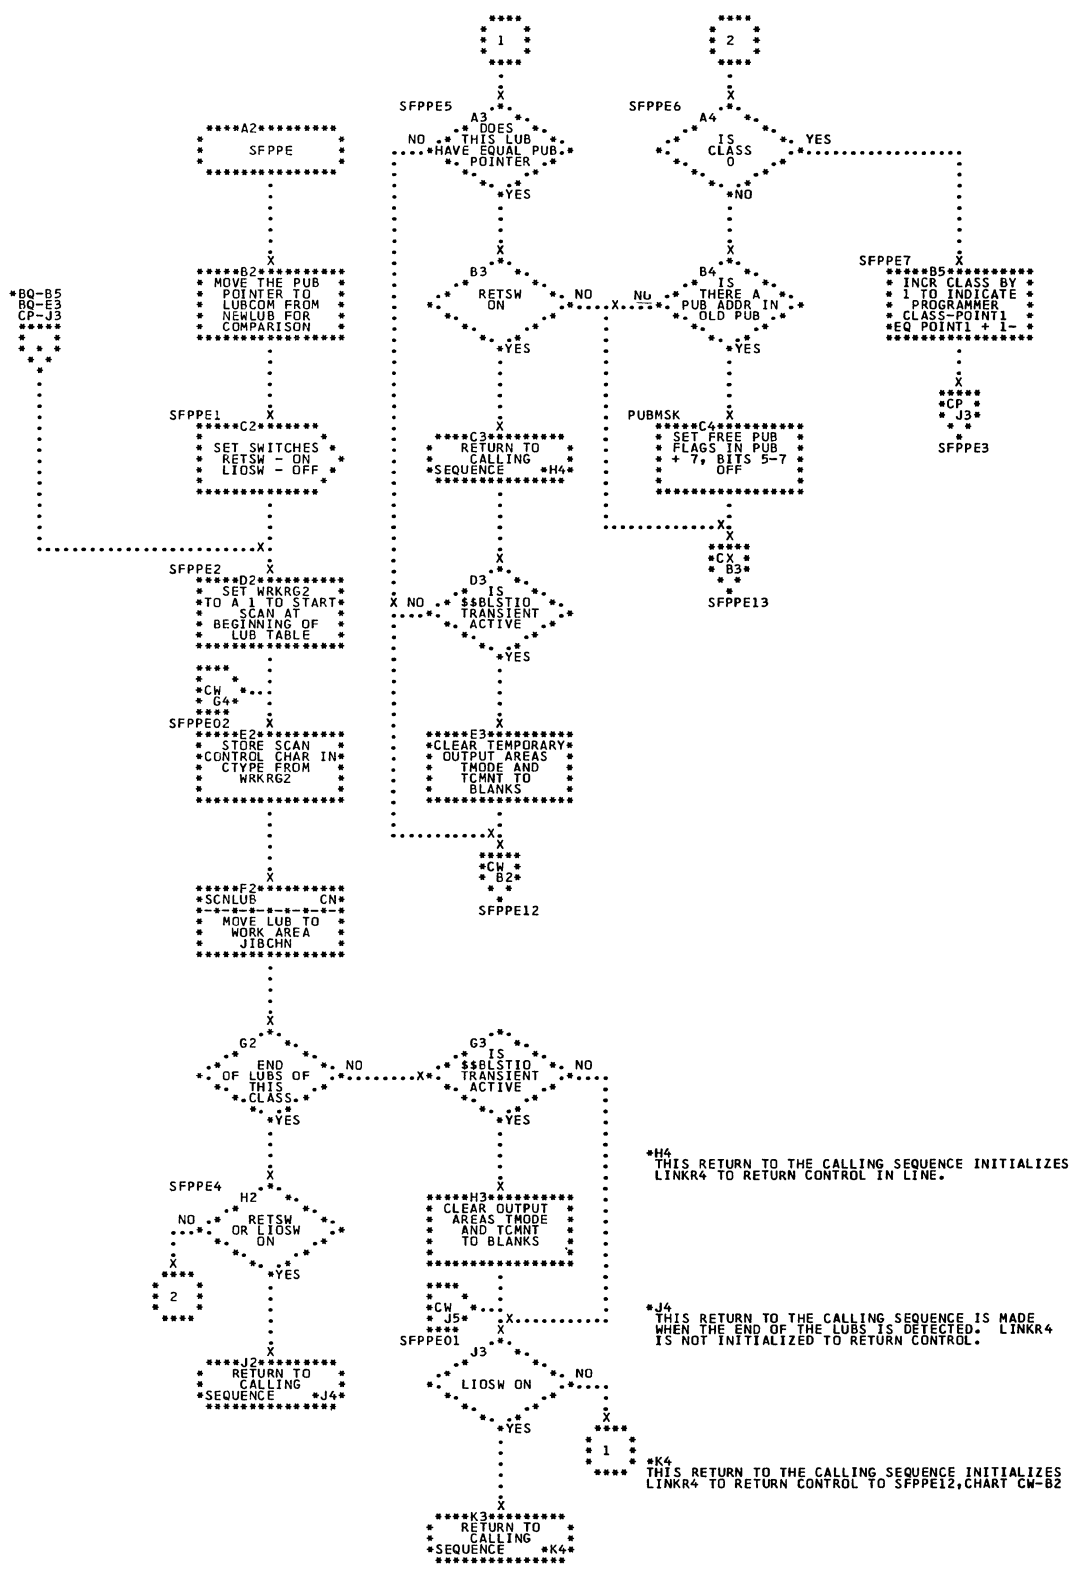 1
2
SFPPE5
SFPPE6
A3
DOES
THIS LUB
HAVE EQUAL PUB
POINTER
NO
YES
A4
IS
CLASS
0
YES
NO
A2
SFPPE
B2
MOVE THE PUB
POINTER TO
LUBCOM FROM
NEWLUB FOR
COMPARISON
B3
RETSW
ON
NO
YES
B4
IS
THERE A
PUB ADDR IN
OLD PUB
NO
YES
SFPPE7
B5
INCR CLASS BY
1 TO INDICATE
PROGRAMMER
CLASS-POINT1
EQ POINT1 + 1-
*BQ-B5
BQ-E3
CP-J3
CP
J3
SFPPE3
SFPPE1
C2
SET SWITCHES
RETSW - ON
LIOSW - OFF
C3
RETURN TO
CALLING
SEQUENCE *H4
PUBMSK
C4
SET FREE PUB
FLAGS IN PUB
+ 7, BITS 5-7
OFF
CX
B3
SFPPE13
SFPPE2
D2
SET WRKRG2
TO A 1 TO START
SCAN AT
BEGINNING OF
LUB TABLE
D3
IS
$$BLSTIO
TRANSIENT
ACTIVE
NO
YES
CW
G4
SFPPE02
E2
STORE SCAN
CONTROL CHAR IN
CTYPE FROM
WRKRG2
E3
CLEAR TEMPORARY
OUTPUT AREAS
TMODE AND
TCMNT TO
BLANKS
CW
B2
SFPPE12
F2
SCNLUB CN
MOVE LUB TO
WORK AREA
JIBCHN
G2
END
OF LUBS OF
THIS
CLASS
NO
YES
G3
IS
$$BLSTIO
TRANSIENT
ACTIVE
NO
YES
SFPPE4
H2
RETSW
OR LIOSW
ON
NO
YES
2
H3
CLEAR OUTPUT
AREAS TMODE
AND TCMNT
TO BLANKS
*H4
THIS RETURN TO THE CALLING SEQUENCE INITIALIZES
LINKR4 TO RETURN CONTROL IN LINE.
CW
J5
SFPPE01
J2
RETURN TO
CALLING
SEQUENCE *J4
J3
LIOSW ON
NO
YES
1
*J4
THIS RETURN TO THE CALLING SEQUENCE IS MADE
WHEN THE END OF THE LUBS IS DETECTED. LINKR4
IS NOT INITIALIZED TO RETURN CONTROL.
K3
RETURN TO
CALLING
SEQUENCE *K4
*K4
THIS RETURN TO THE CALLING SEQUENCE INITIALIZES
LINKR4 TO RETURN CONTROL TO SFPPE12,CHART CW-B2